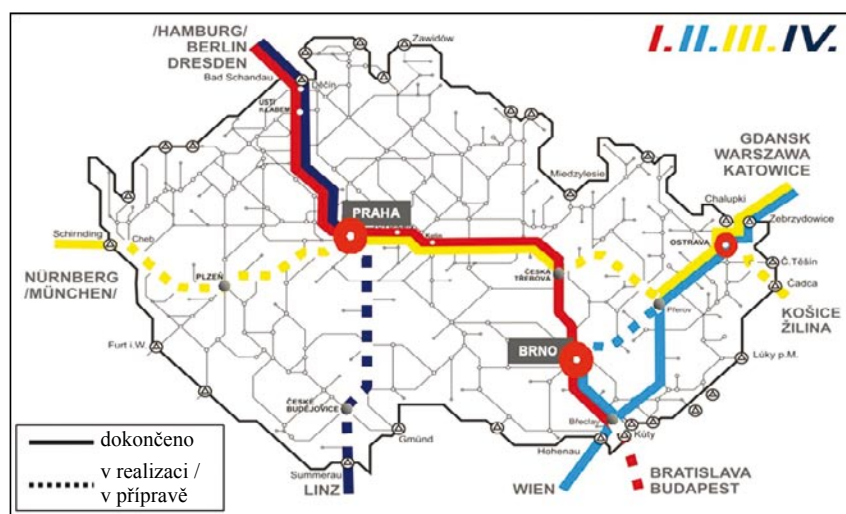 /HAMBURG/
BERLIN
DRESDEN
I.II.III.IV.
Zawidów
Bad Schandau
Děčín
ÚSTÍ
n.LABEM
GDANSK
WARSZAWA
KATOWICE
Miedzylesie
Chalupki
Zebrzydowice
PRAHA
Kolín
OSTRAVA
Schirnding
Cheb
Č.Těšín
ČESKÁ
TŘEBOVÁ
PLZEŇ
Čadca
NÜRNBERG
/MÜNCHEN/
Přerov
KOŠICE
ŽILINA
Furt i.W.
BRNO
Lúky p.M.
ČESKÉ
BUDĚJOVICE
Břeclav
Gmünd
Kúty
Hohenau
dokončeno
v realizaci /
v přípravě
Summerau
LINZ
WIEN
BRATISLAVA
BUDAPEST